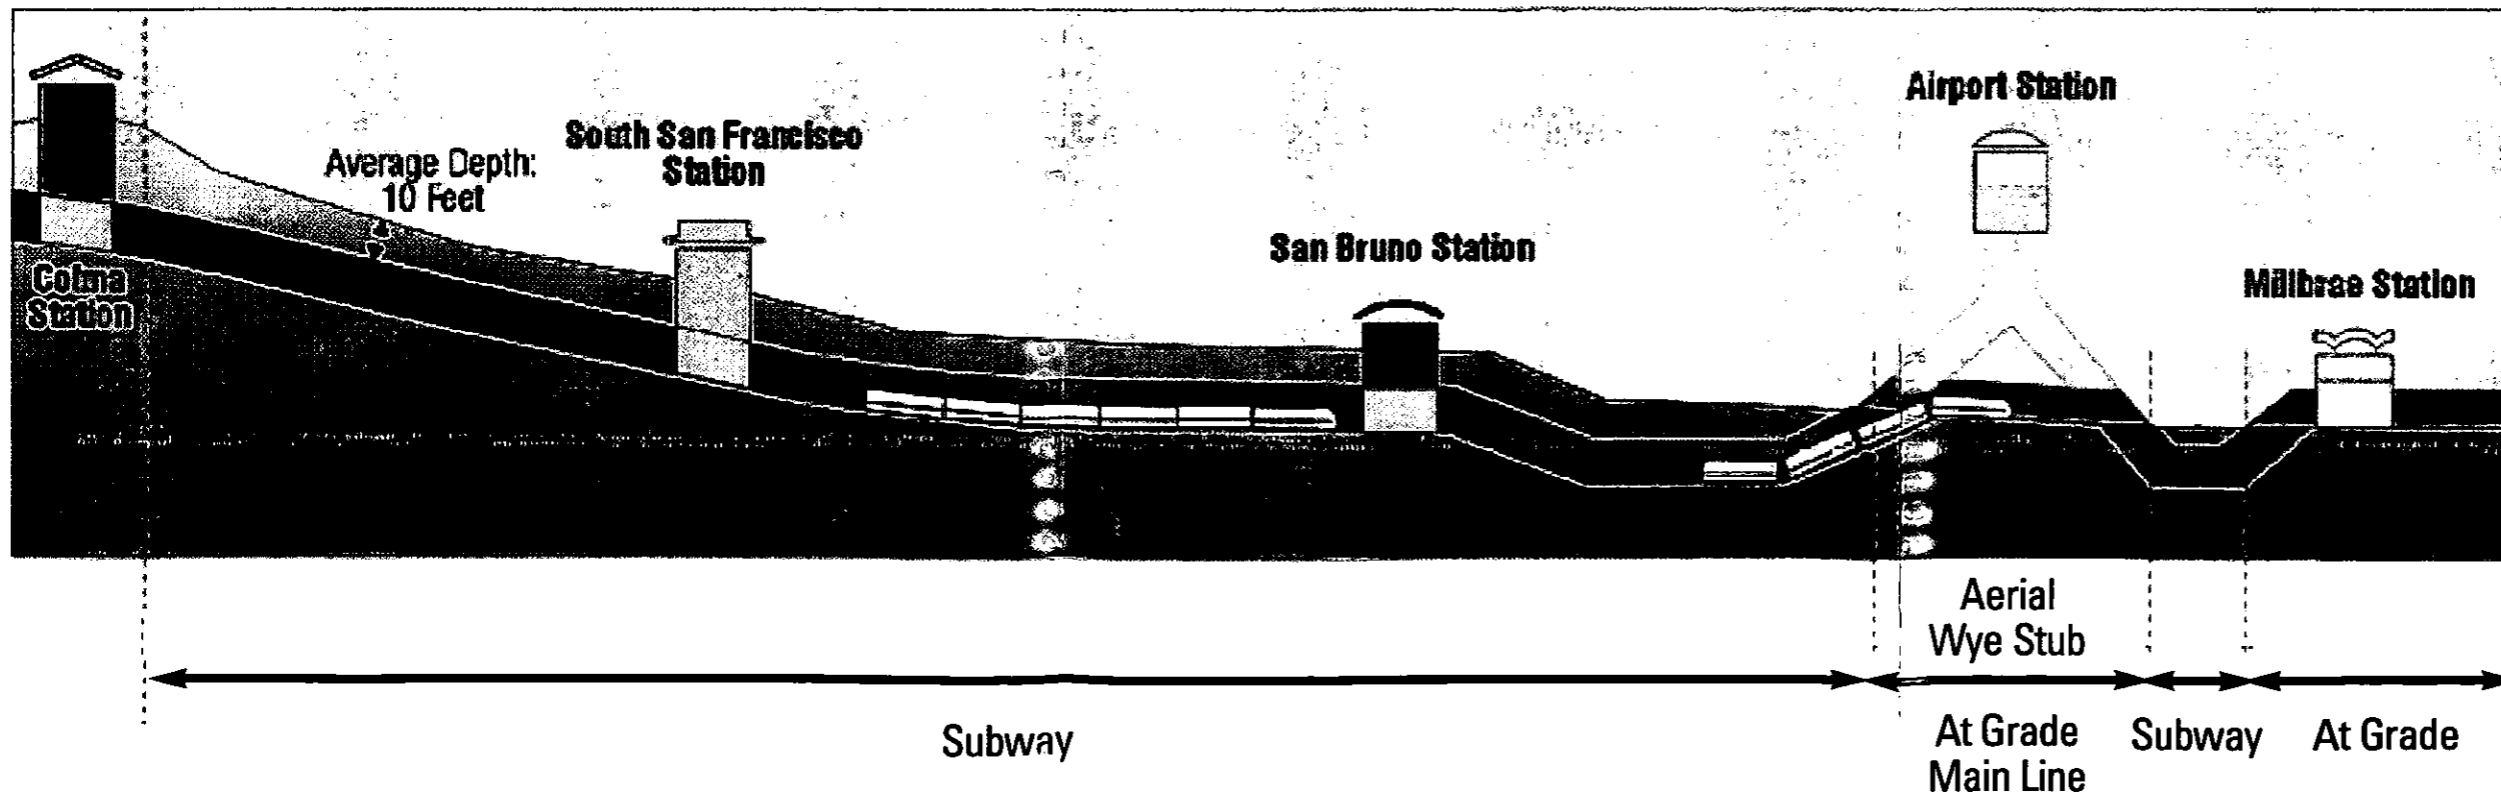 Airport Station
South San Francisco
Station
Average Depth:
10 Feet
San Bruno Station
Colma
Station
Millbrae Station
Aerial
Wye Stub
Subway
At Grade
Main Line
Subway
At Grade